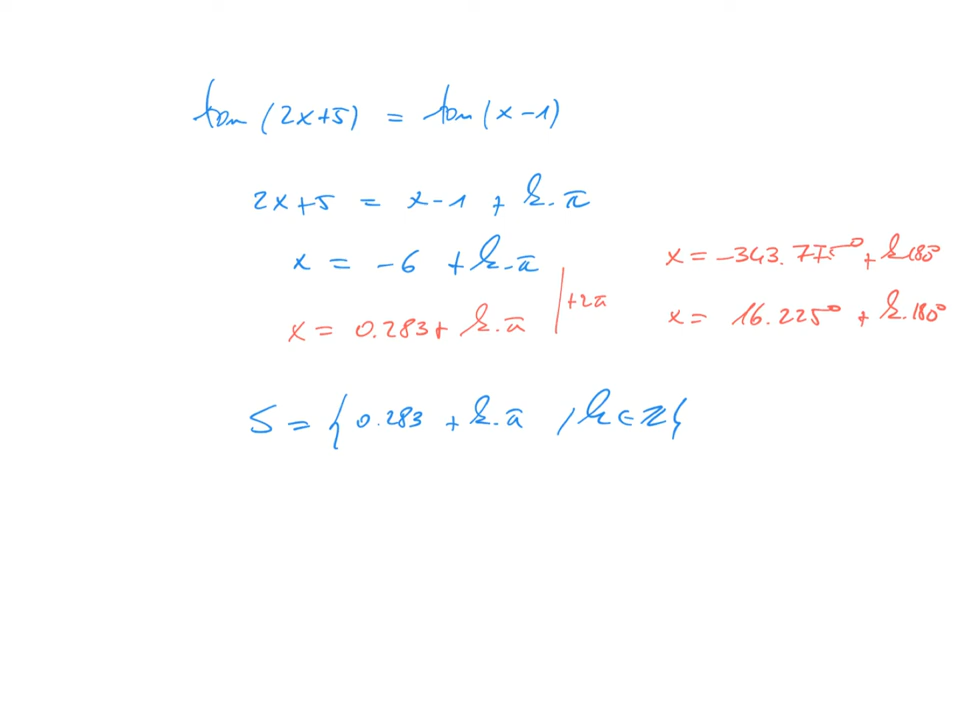 tan (2x+5) = tan (x-1)
2x+5 = x-1 + k.π
x = -6 + k.π
x = 0.283 + k.π | +2π
x = -343.775° + k 180°
x = 16.225° + k.180°
S = { 0.283 + k.π , k ∈ ℤ }